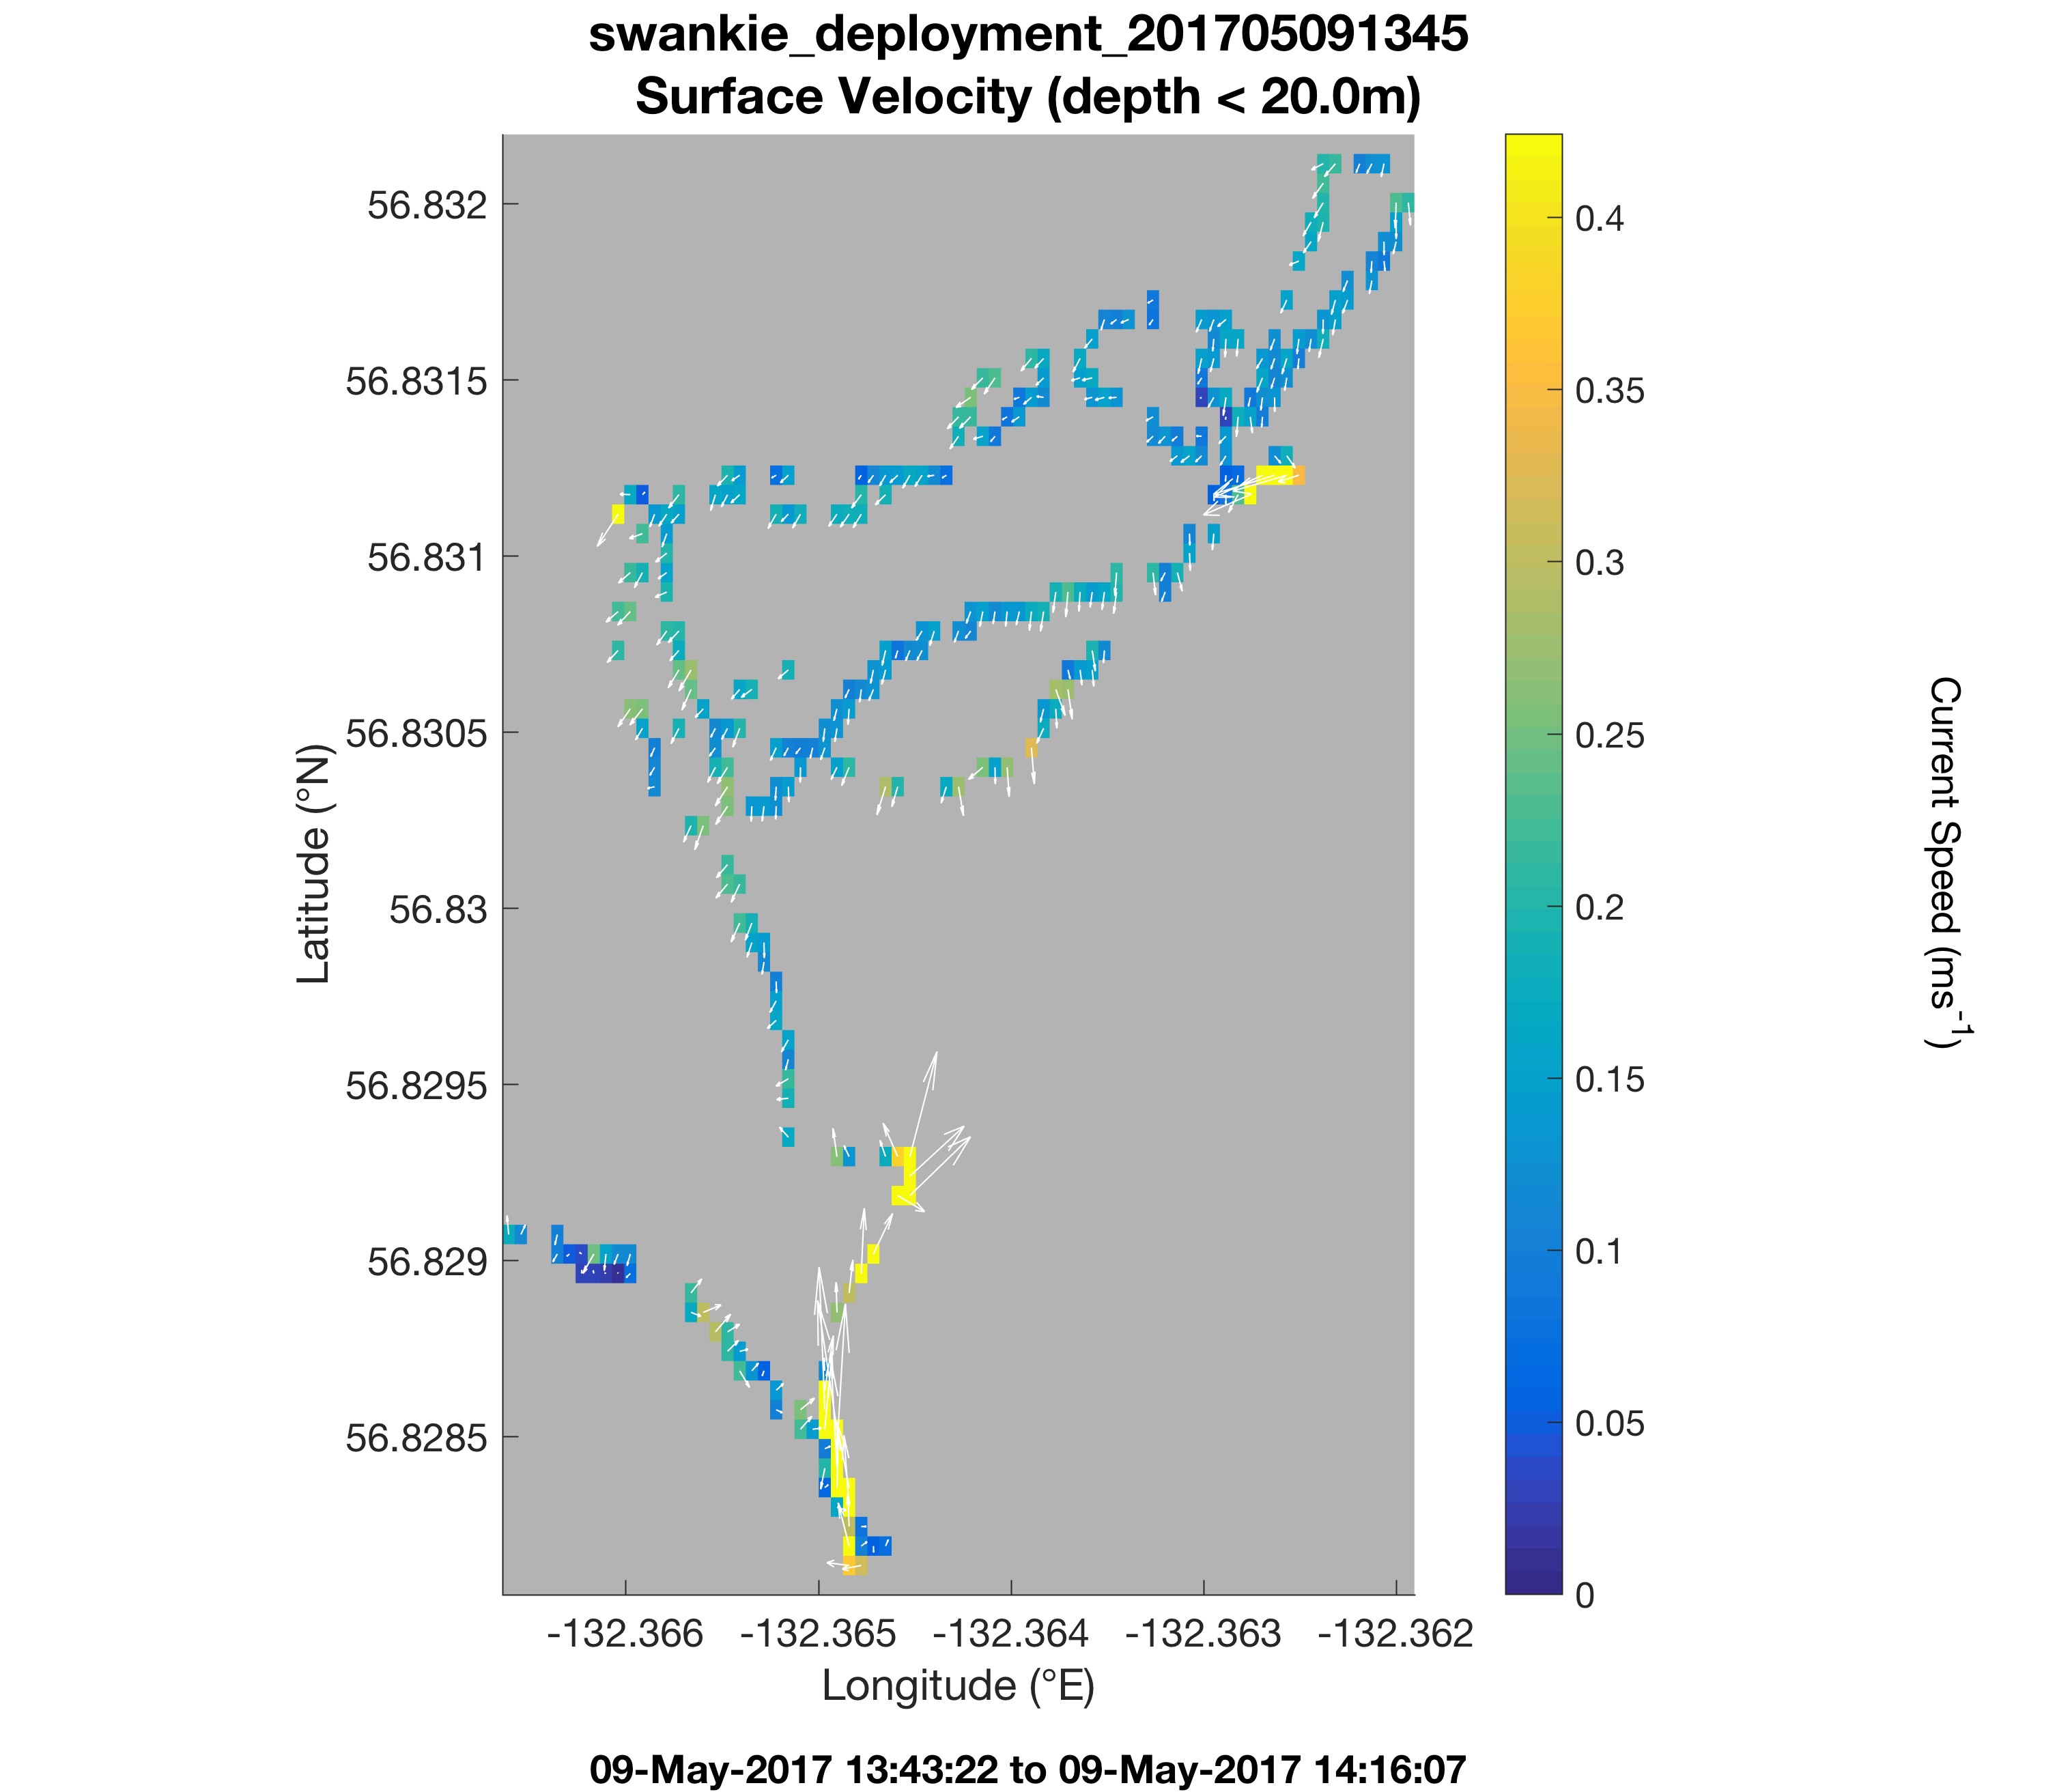 swankie_deployment_201705091345
Surface Velocity (depth < 20.0m)
56.832
56.8315
56.831
56.8305
56.83
56.8295
56.829
56.8285
Latitude (°N)
-132.366 -132.365 -132.364 -132.363 -132.362
Longitude (°E)
0.4
0.35
0.3
0.25
0.2
0.15
0.1
0.05
0
Current Speed (ms⁻¹)
09-May-2017 13:43:22 to 09-May-2017 14:16:07